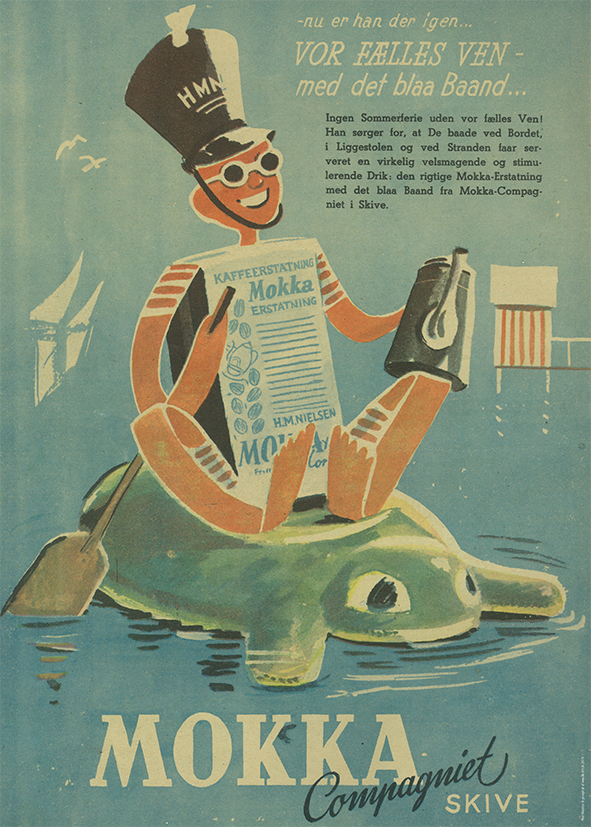 -nu er han der igen...
VOR FÆLLES VEN-
med det blaa Baand...
Ingen Sommerferie uden vor fælles Ven!
Han sørger for, at De baade ved Bordet,
i Liggestolen og ved Stranden faar ser-
veret en virkelig velsmagende og stimu-
lerende Drik: den rigtige Mokka-Erstatning
med det blaa Baand fra Mokka-Compag-
niet i Skive.
HMN
KAFFEERSTATNING
Mokka
ERSTATNING
H.M.NIELSEN
MOKKA
MOKKA
Compagniet
SKIVE